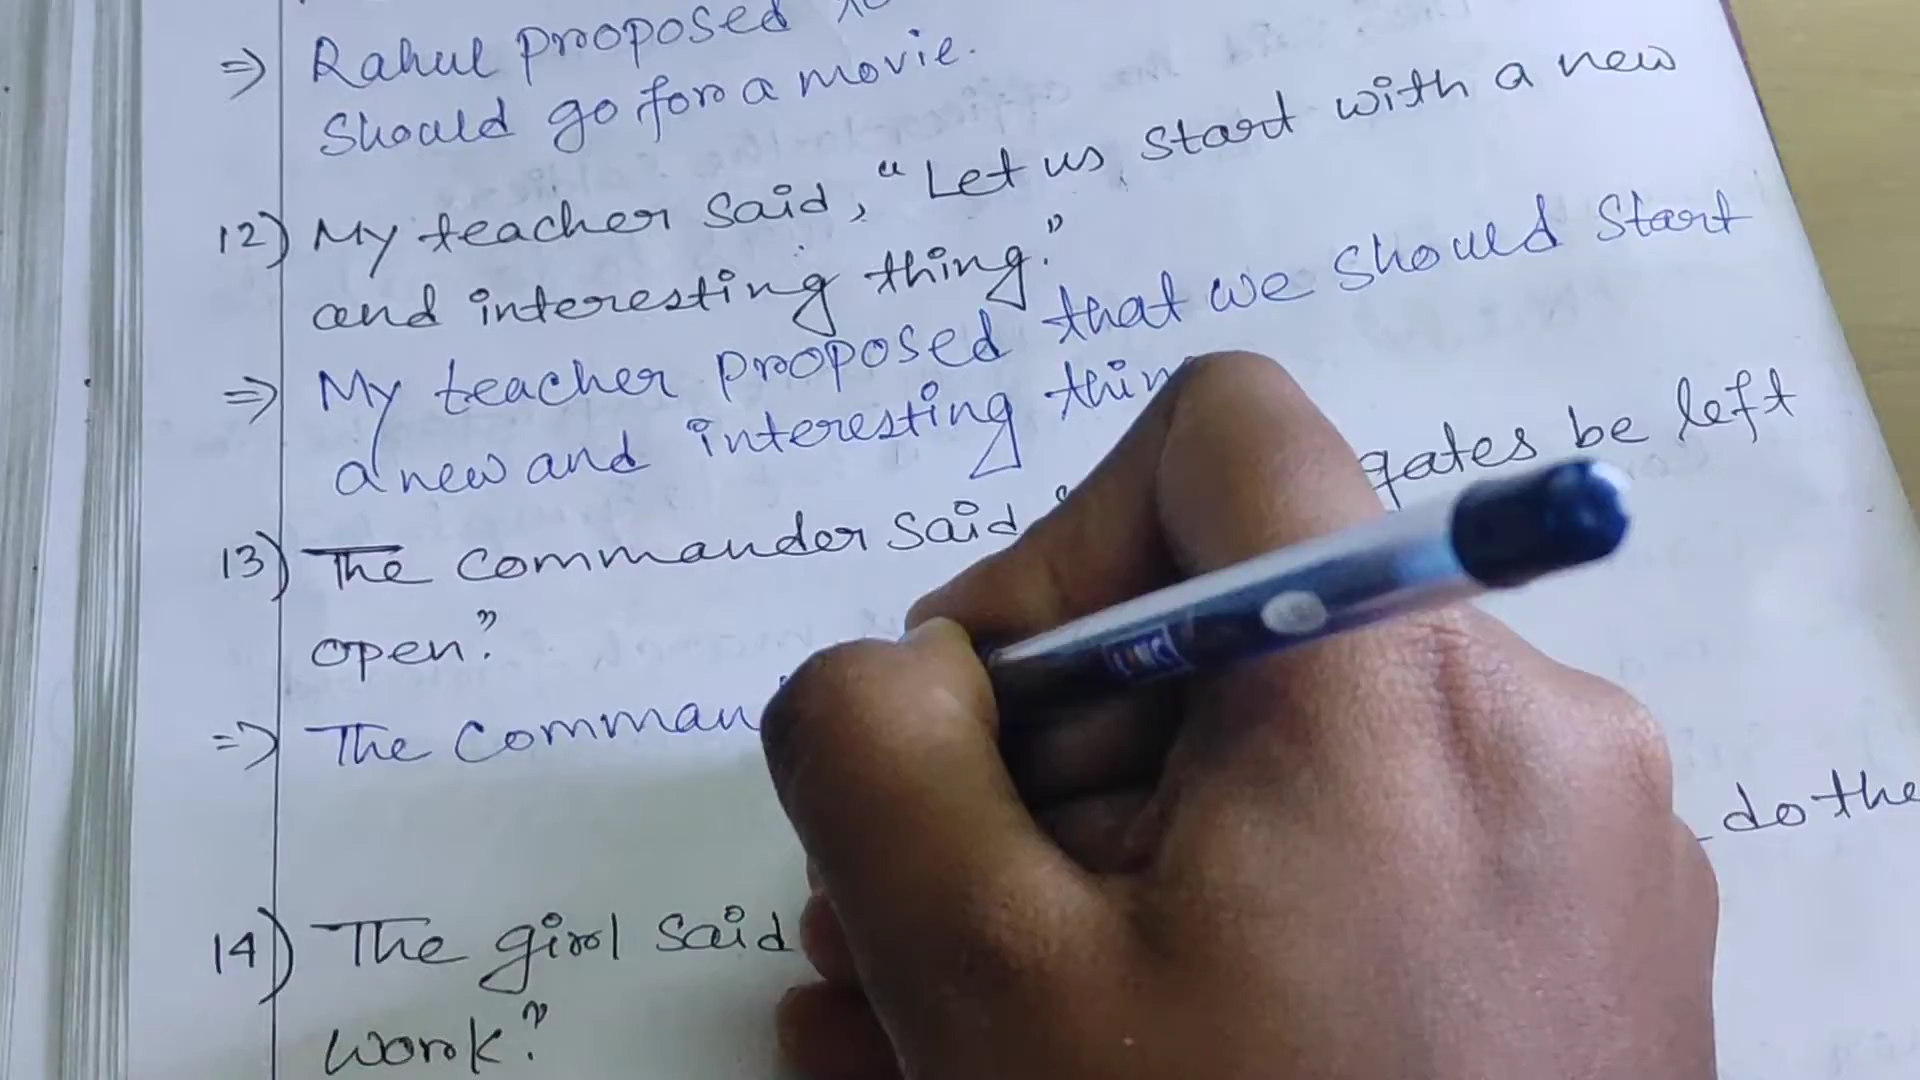 => Rahul proposed
should go for a movie.
12) My teacher said, "Let us start with a new
and interesting thing."
=> My teacher proposed that we should start
a new and interesting
13) The commander said gates be left
open."
=>
14) The girl said do the
work."